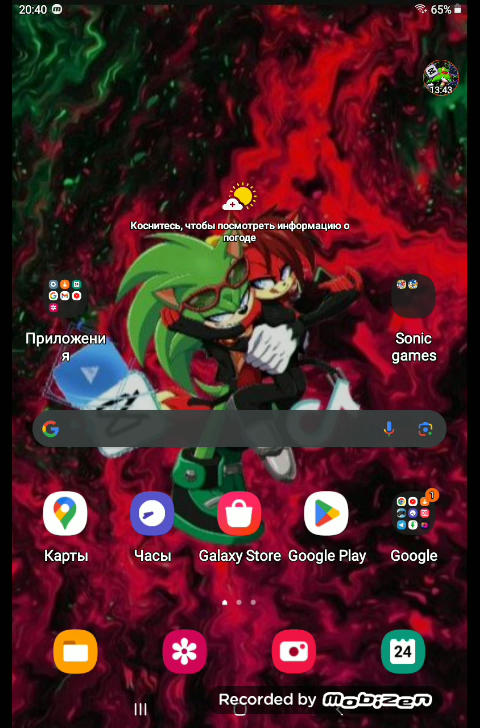 20:40
65%
13:43
Коснитесь, чтобы посмотреть информацию о
погоде
Приложени
я
Sonic
games
Карты
Часы
Galaxy Store
Google Play
1
Google
24
Recorded by Mobizen